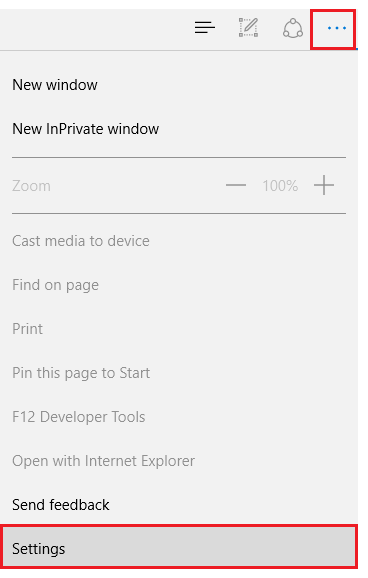 New window
New InPrivate window
Zoom 100%
Cast media to device
Find on page
Print
Pin this page to Start
F12 Developer Tools
Open with Internet Explorer
Send feedback
Settings